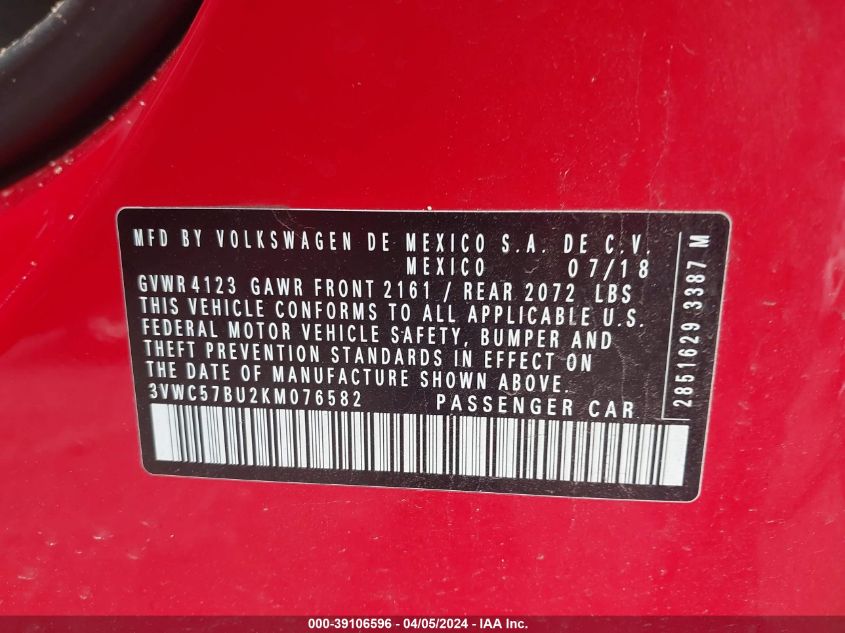 MFD BY VOLKSWAGEN DE MEXICO S.A. DE C.V.
MEXICO 07/18
GVWR 4123 GAWR FRONT 2161 / REAR 2072 LBS
THIS VEHICLE CONFORMS TO ALL APPLICABLE U.S.
FEDERAL MOTOR VEHICLE SAFETY, BUMPER AND
THEFT PREVENTION STANDARDS IN EFFECT ON
THE DATE OF MANUFACTURE SHOWN ABOVE.
3VWC57BU2KM076582 PASSENGER CAR
2851629 3387 M
000-39106596 - 04/05/2024 - IAA Inc.